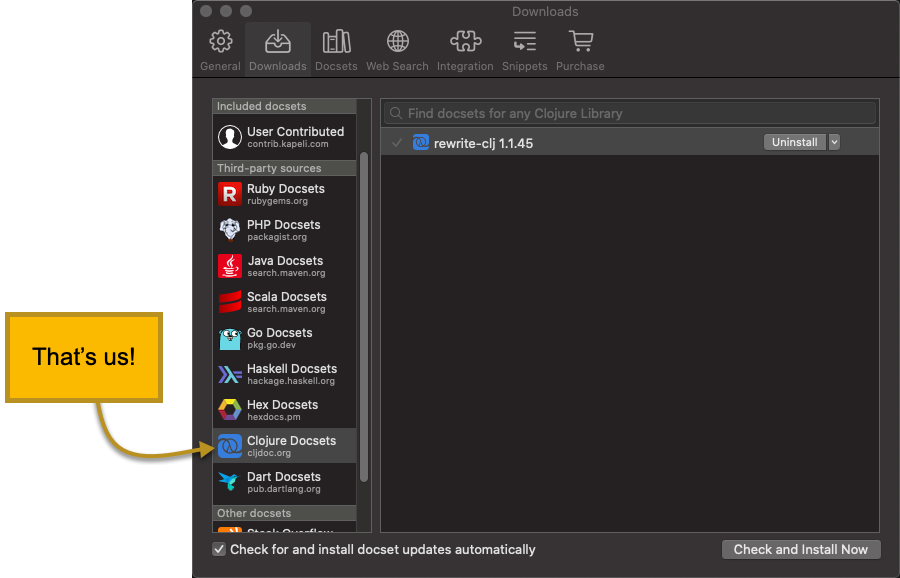 Downloads
General
Downloads
Docsets
Web Search
Integration
Snippets
Purchase
Included docsets
User Contributed
contrib.kapeli.com
Third-party sources
Ruby Docsets
rubygems.org
PHP Docsets
packagist.org
Java Docsets
search.maven.org
Scala Docsets
search.maven.org
Go Docsets
pkg.go.dev
Haskell Docsets
hackage.haskell.org
Hex Docsets
hexdocs.pm
Clojure Docsets
cljdoc.org
Dart Docsets
pub.dartlang.org
Other docsets
Stack Overflow
Find docsets for any Clojure Library
rewrite-clj 1.1.45
Uninstall
That's us!
Check for and install docset updates automatically
Check and Install Now